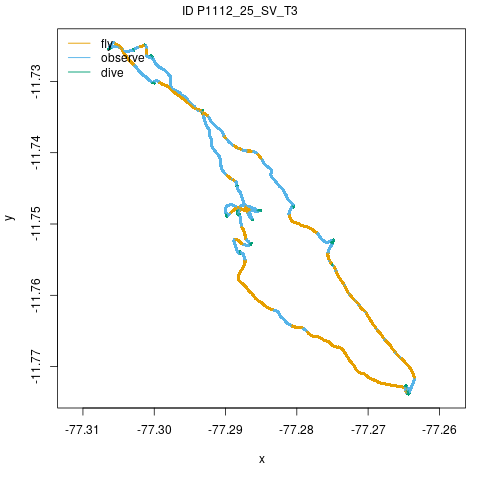 ID P1112_25_SV_T3
fly
observe
dive
-11.73
-11.74
-11.75
-11.76
-11.77
y
-77.31 -77.30 -77.29 -77.28 -77.27 -77.26
x